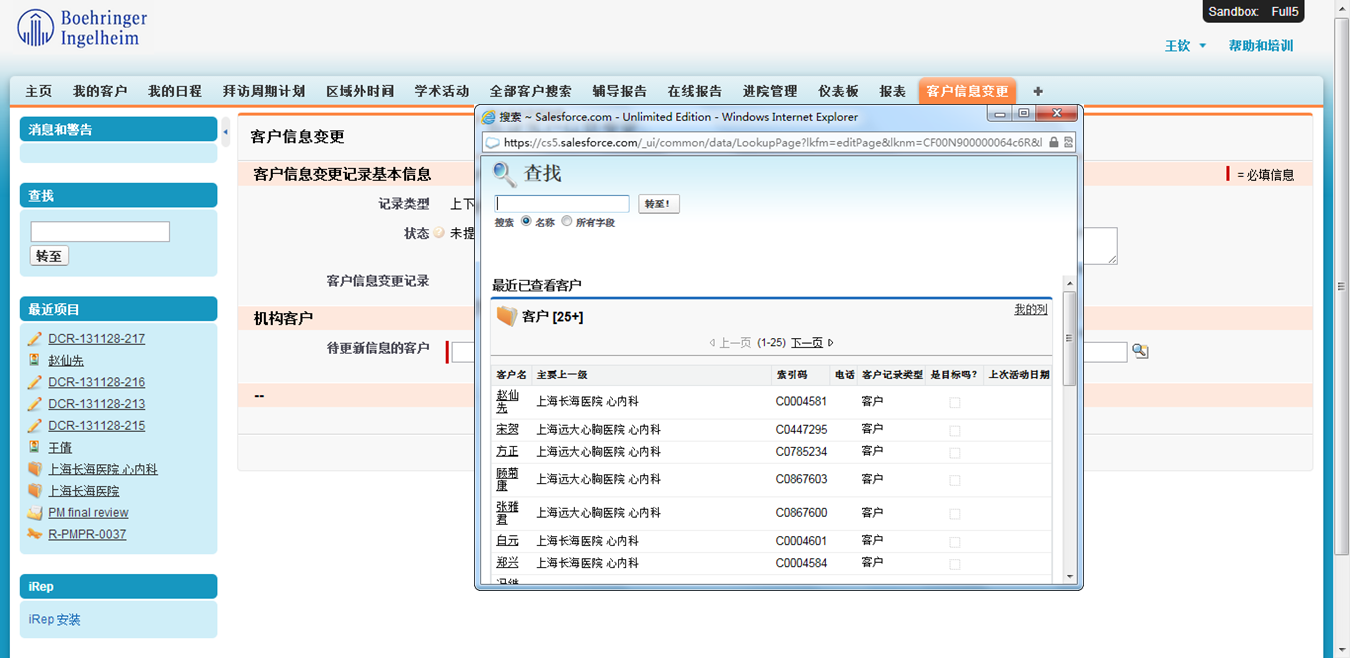 Boehringer
Ingelheim
Sandbox: Full5
王钦 帮助和培训
主页 我的客户 我的日程 拜访周期计划 区域外时间 学术活动 全部客户搜索 辅导报告 在线报告 进院管理 仪表板 报表 客户信息变更 +
消息和警告
查找
转至
最近项目
DCR-131128-217
赵仙先
DCR-131128-216
DCR-131128-213
DCR-131128-215
王倩
上海长海医院 心内科
上海长海医院
PM final review
R-PMPR-0037
iRep
iRep 安装
客户信息变更
客户信息变更记录基本信息
= 必填信息
记录类型 上下
状态 未提
客户信息变更记录
机构客户
待更新信息的客户
--
搜索 ~ Salesforce.com - Unlimited Edition - Windows Internet Explorer
https://cs5.salesforce.com/_ui/common/data/LookupPage?lkfm=editPage&lknm=CF00N900000064c6R&l
查找
转至!
搜索 名称 所有字段
最近已查看客户
客户 [25+]
我的列
上一页 (1-25) 下一页
客户名 主要上一级 索引码 电话 客户记录类型 是目标吗? 上次活动日期
赵仙先 上海长海医院 心内科 C0004581 客户
宋贺 上海远大心胸医院 心内科 C0447295 客户
方正 上海远大心胸医院 心内科 C0785234 客户
顾菊康 上海远大心胸医院 心内科 C0867603 客户
张雅君 上海远大心胸医院 心内科 C0867600 客户
白元 上海长海医院 心内科 C0004601 客户
郑兴 上海长海医院 心内科 C0004584 客户